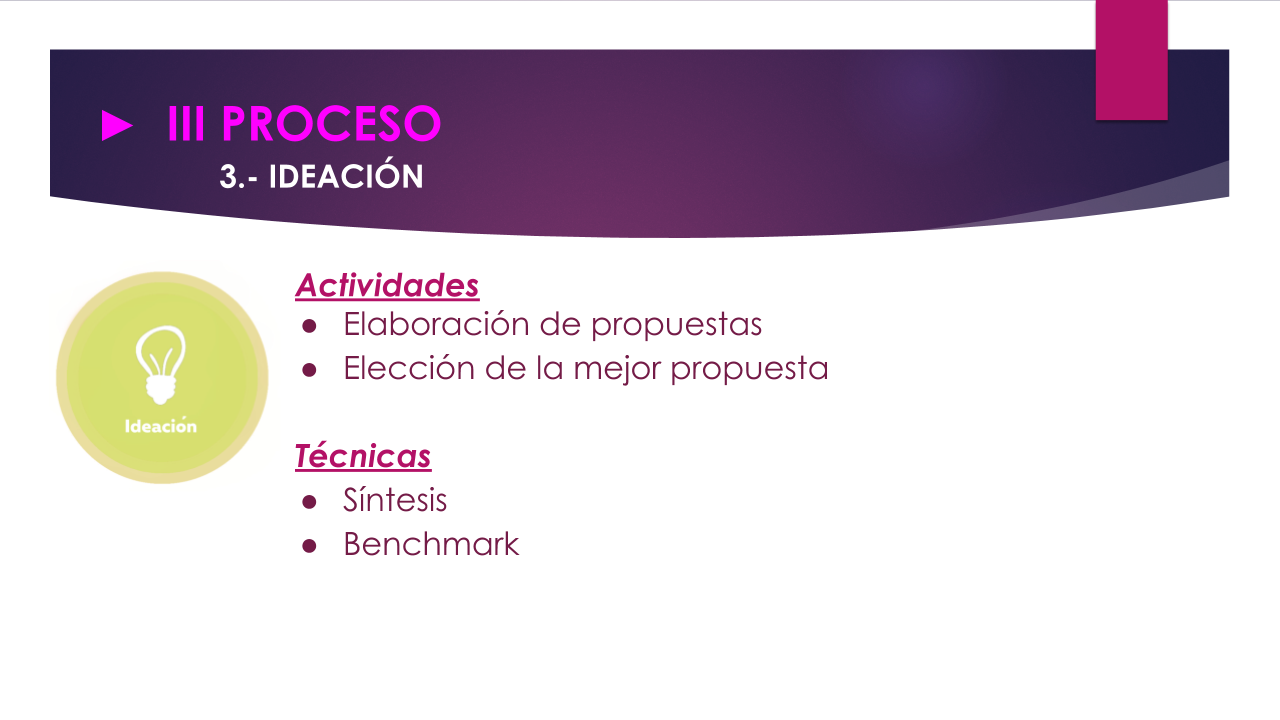 ► III PROCESO
3.- IDEACIÓN
Actividades
● Elaboración de propuestas
● Elección de la mejor propuesta
Ideación
Técnicas
● Síntesis
● Benchmark